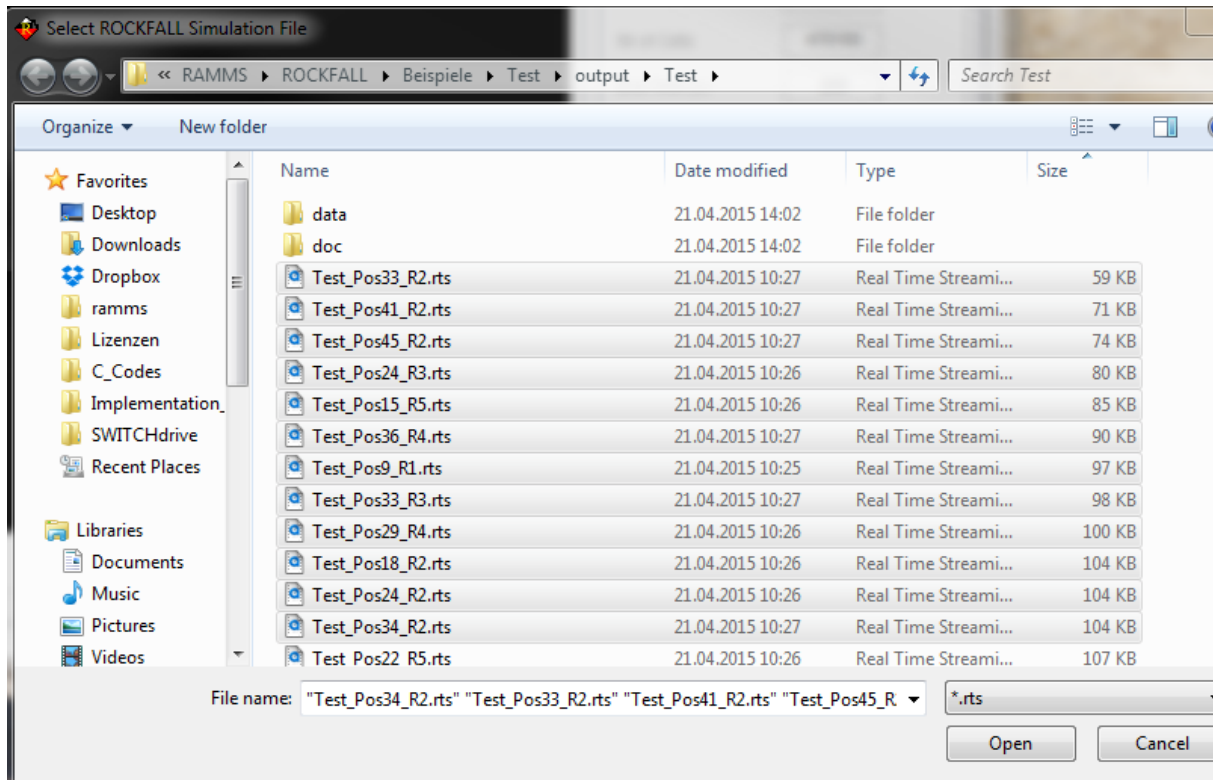 Select ROCKFALL Simulation File
« RAMMS ▸ ROCKFALL ▸ Beispiele ▸ Test ▸ output ▸ Test ▸ Search Test
Organize New folder
Name Date modified Type Size
Favorites
Desktop
Downloads
Dropbox
ramms
Lizenzen
C_Codes
Implementation_
SWITCHdrive
Recent Places
Libraries
Documents
Music
Pictures
Videos
data 21.04.2015 14:02 File folder
doc 21.04.2015 14:02 File folder
Test_Pos33_R2.rts 21.04.2015 10:27 Real Time Streami... 59 KB
Test_Pos41_R2.rts 21.04.2015 10:27 Real Time Streami... 71 KB
Test_Pos45_R2.rts 21.04.2015 10:27 Real Time Streami... 74 KB
Test_Pos24_R3.rts 21.04.2015 10:26 Real Time Streami... 80 KB
Test_Pos15_R5.rts 21.04.2015 10:26 Real Time Streami... 85 KB
Test_Pos36_R4.rts 21.04.2015 10:27 Real Time Streami... 90 KB
Test_Pos9_R1.rts 21.04.2015 10:25 Real Time Streami... 97 KB
Test_Pos33_R3.rts 21.04.2015 10:27 Real Time Streami... 98 KB
Test_Pos29_R4.rts 21.04.2015 10:26 Real Time Streami... 100 KB
Test_Pos18_R2.rts 21.04.2015 10:26 Real Time Streami... 104 KB
Test_Pos24_R2.rts 21.04.2015 10:26 Real Time Streami... 104 KB
Test_Pos34_R2.rts 21.04.2015 10:27 Real Time Streami... 104 KB
Test_Pos22_R5.rts 21.04.2015 10:26 Real Time Streami... 107 KB
File name: "Test_Pos34_R2.rts" "Test_Pos33_R2.rts" "Test_Pos41_R2.rts" "Test_Pos45_R *.rts
Open Cancel